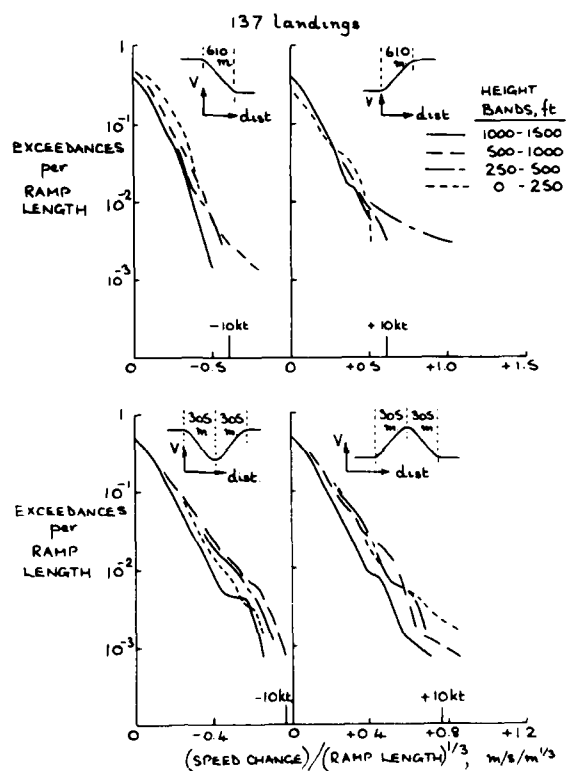 137 landings
610
m
V
dist
610
m
V
dist
HEIGHT
BANDS, ft
1000-1500
500-1000
250-500
0-250
EXCEEDANCES
per
RAMP
LENGTH
1
10-1
10-2
10-3
-10kt
+10kt
0
-0.5
0
+0.5
+1.0
+1.5
305
m
305
m
V
dist.
305
m
305
m
V
dist.
EXCEEDANCES
per
RAMP
LENGTH
1
10-1
10-2
10-3
-10kt
+10kt
0
-0.4
0
+0.4
+0.8
+1.2
(SPEED CHANGE)/(RAMP LENGTH)1/3, m/s/m1/3